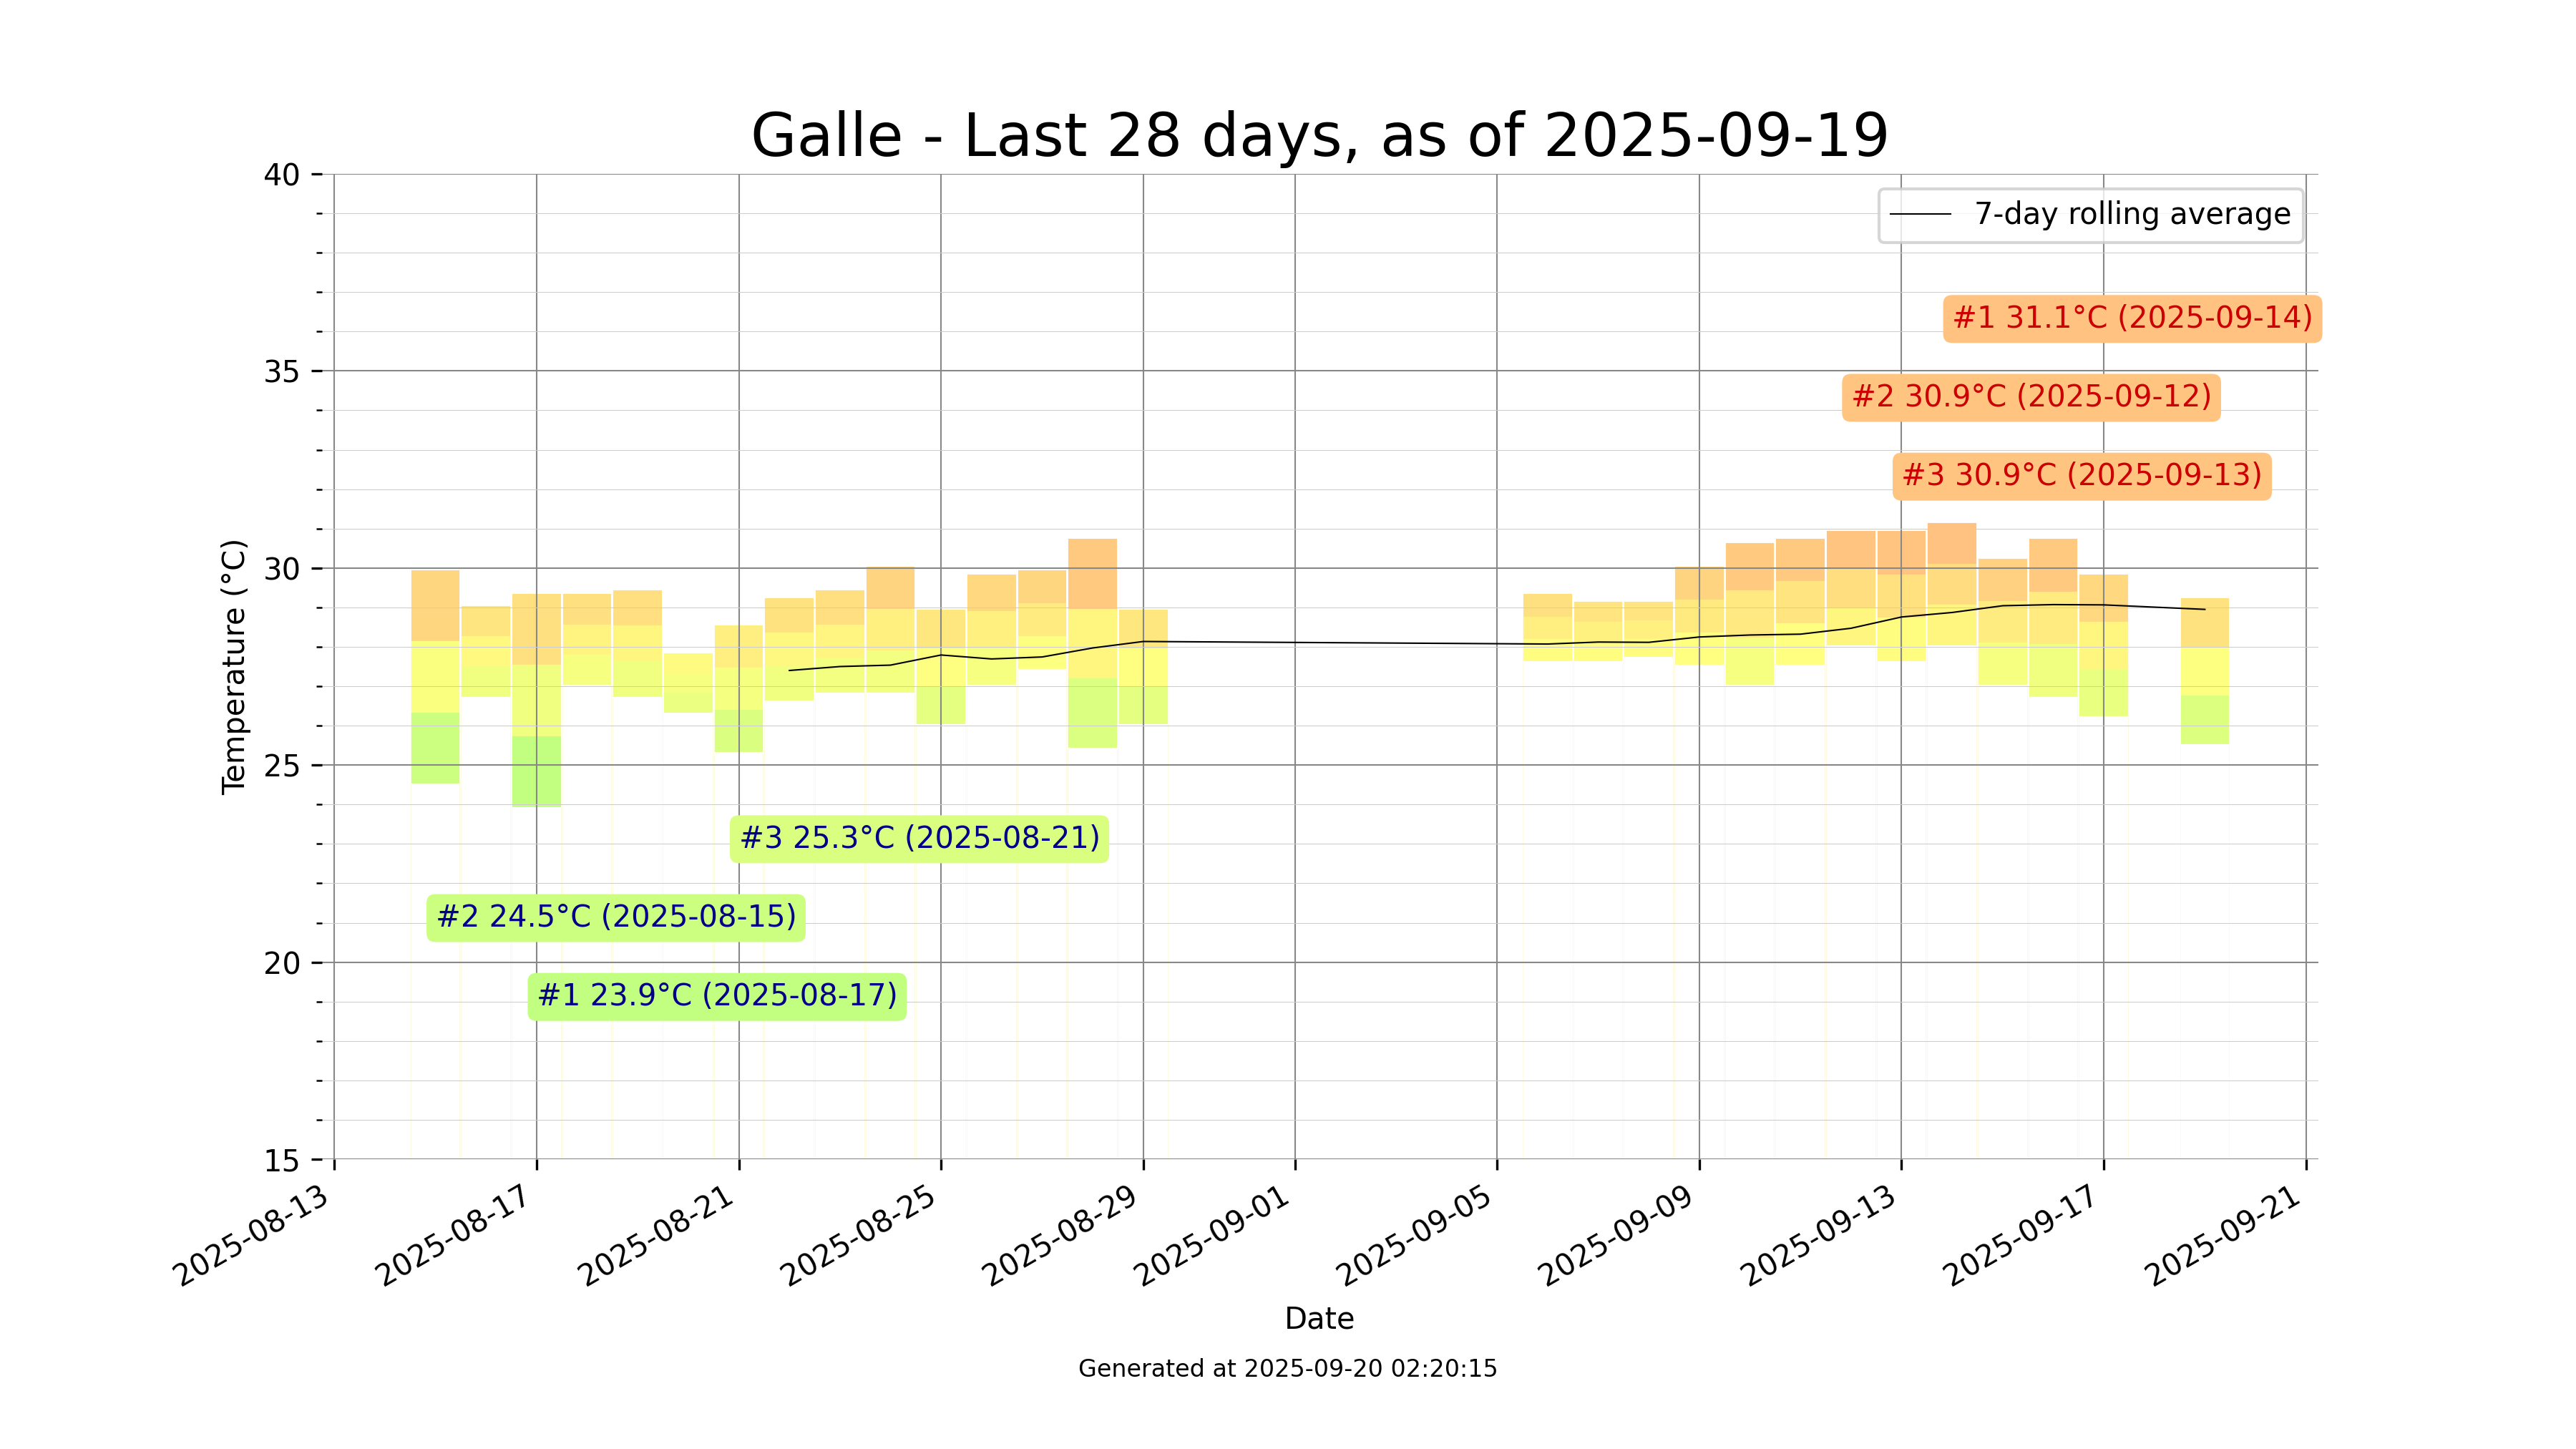 Galle - Last 28 days, as of 2025-09-19
40
35
30
25
20
15
Temperature (°C)
7-day rolling average
#1 31.1°C (2025-09-14)
#2 30.9°C (2025-09-12)
#3 30.9°C (2025-09-13)
#3 25.3°C (2025-08-21)
#2 24.5°C (2025-08-15)
#1 23.9°C (2025-08-17)
2025-08-13
2025-08-17
2025-08-21
2025-08-25
2025-08-29
2025-09-01
2025-09-05
2025-09-09
2025-09-13
2025-09-17
2025-09-21
Date
Generated at 2025-09-20 02:20:15